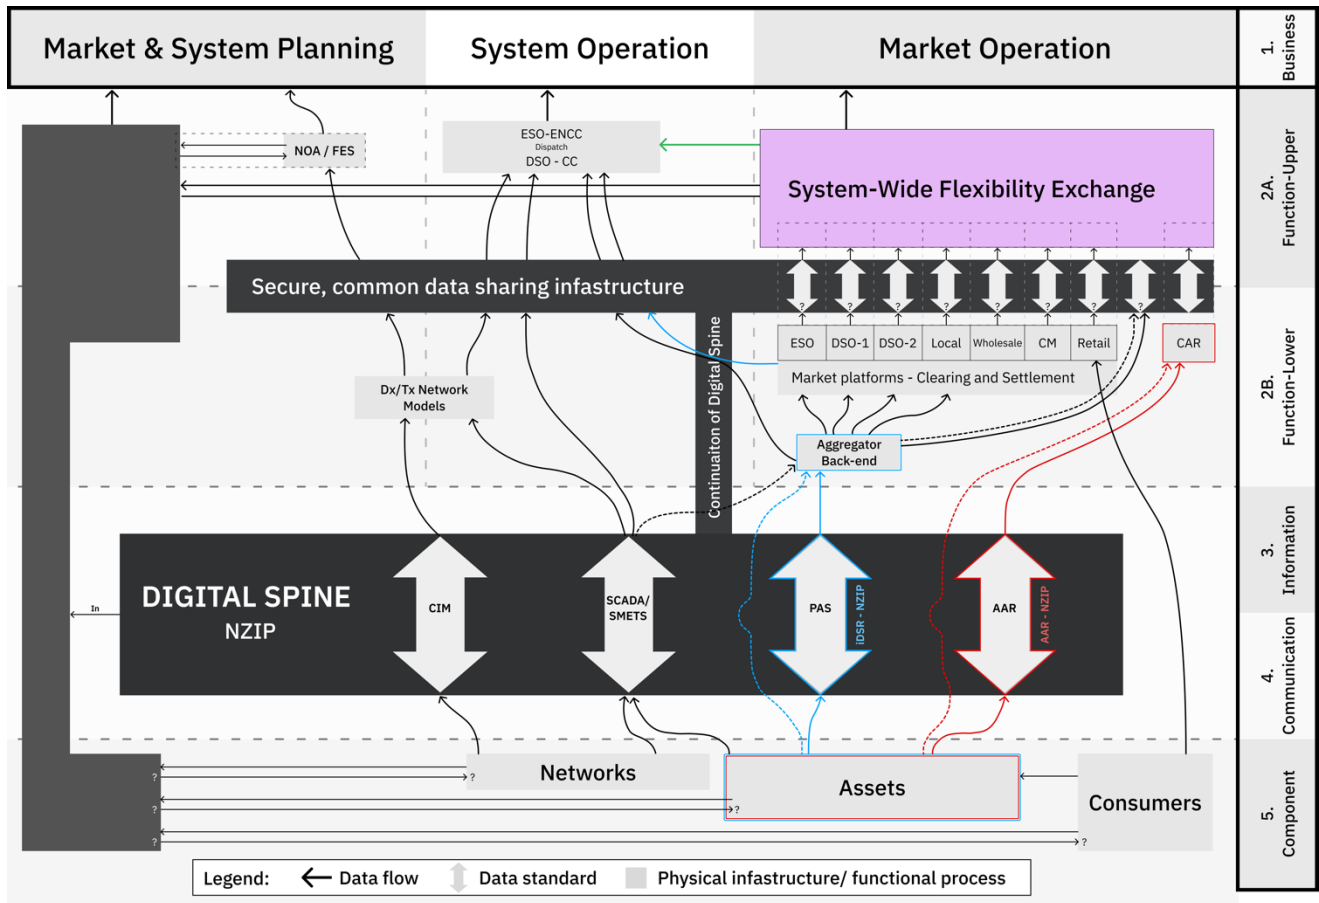 Market & System Planning
System Operation
Market Operation
1.
Business
ESO-ENCC
Dispatch
DSO - CC
NOA / FES
System-Wide Flexibility Exchange
2A.
Function-Upper
Secure, common data sharing infastructure
? ? ? ? ? ? ? ?
ESO
DSO-1
DSO-2
Local
Wholesale
CM
Retail
CAR
Market platforms - Clearing and Settlement
Dx/Tx Network
Models
Continuaiton of Digital Spine
Aggregator
Back-end
2B.
Function-Lower
DIGITAL SPINE
NZIP
In
CIM
SCADA/
SMETS
PAS
iDSR - NZIP
AAR
AAR - NZIP
3.
Information
4.
Communication
Networks
Assets
Consumers
? ?
? ?
? ?
5.
Component
Legend:
Data flow
Data standard
Physical infastructure/ functional process